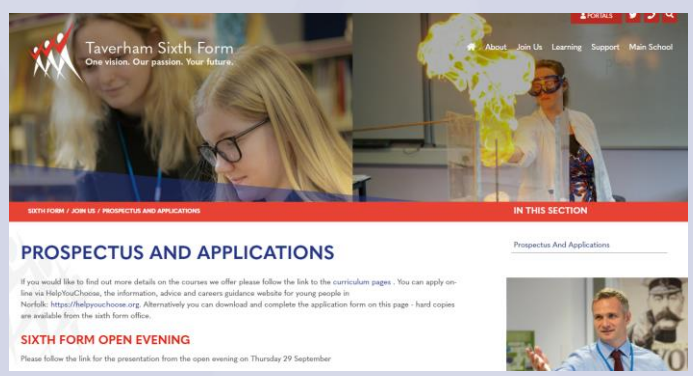 PORTALS
Taverham Sixth Form
One vision. Our passion. Your future.
About Join Us Learning Support Main School
SIXTH FORM / JOIN US / PROSPECTUS AND APPLICATIONS
IN THIS SECTION
PROSPECTUS AND APPLICATIONS
Prospectus And Applications
If you would like to find out more details on the courses we offer please follow the link to the curriculum pages . You can apply on-
line via HelpYouChoose, the information, advice and careers guidance website for young people in
Norfolk: https://helpyouchoose.org. Alternatively you can download and complete the application form on this page - hard copies
are available from the sixth form office.
SIXTH FORM OPEN EVENING
Please follow the link for the presentation from the open evening on Thursday 29 September